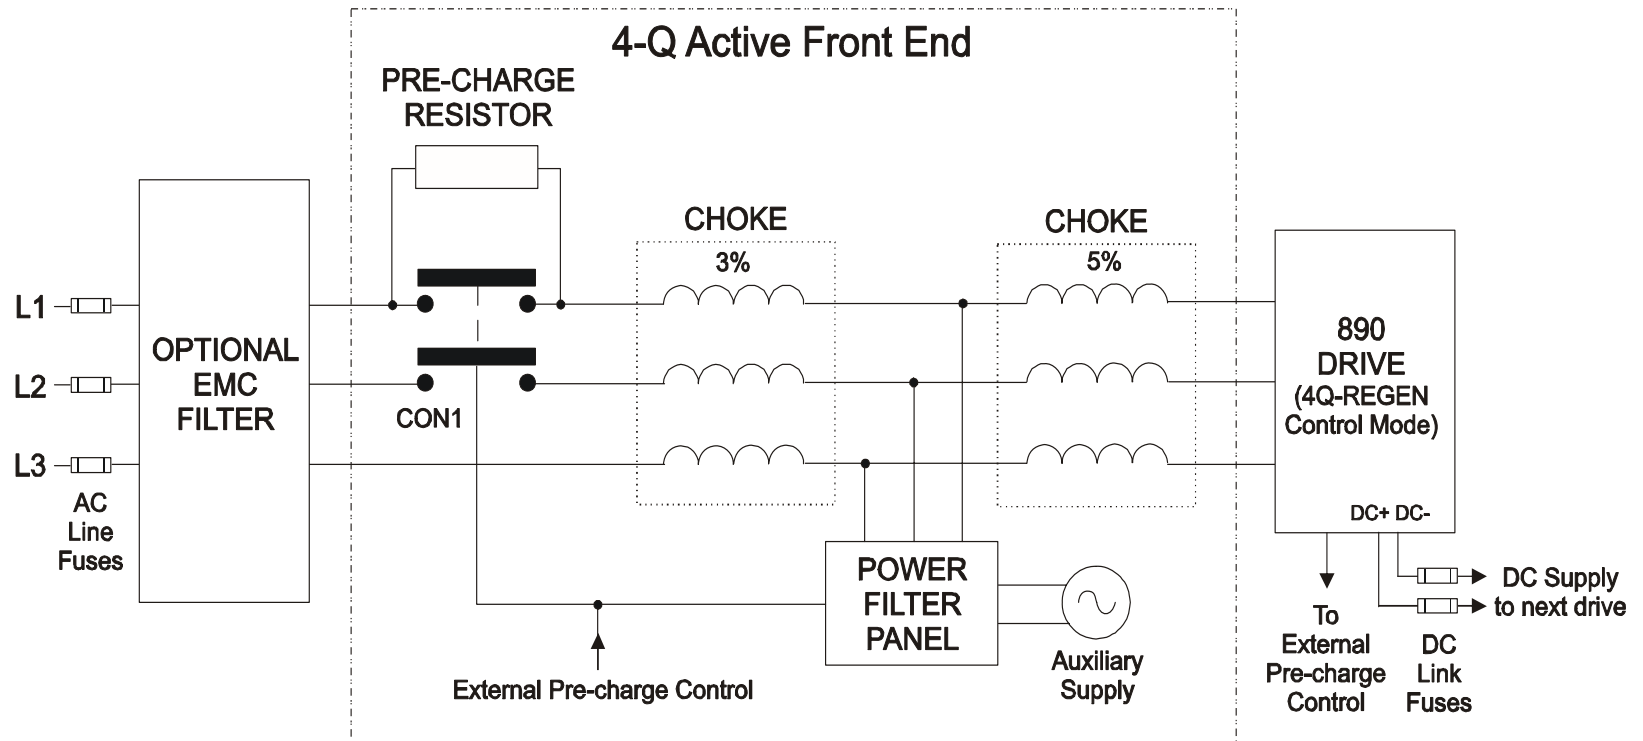 4-Q Active Front End
PRE-CHARGE
RESISTOR
CHOKE
3%
CHOKE
5%
L1
L2
L3
AC
Line
Fuses
OPTIONAL
EMC
FILTER
CON1
890
DRIVE
(4Q-REGEN
Control Mode)
DC+ DC-
POWER
FILTER
PANEL
Auxiliary
Supply
External Pre-charge Control
To
External
Pre-charge
Control
DC
Link
Fuses
DC Supply
to next drive